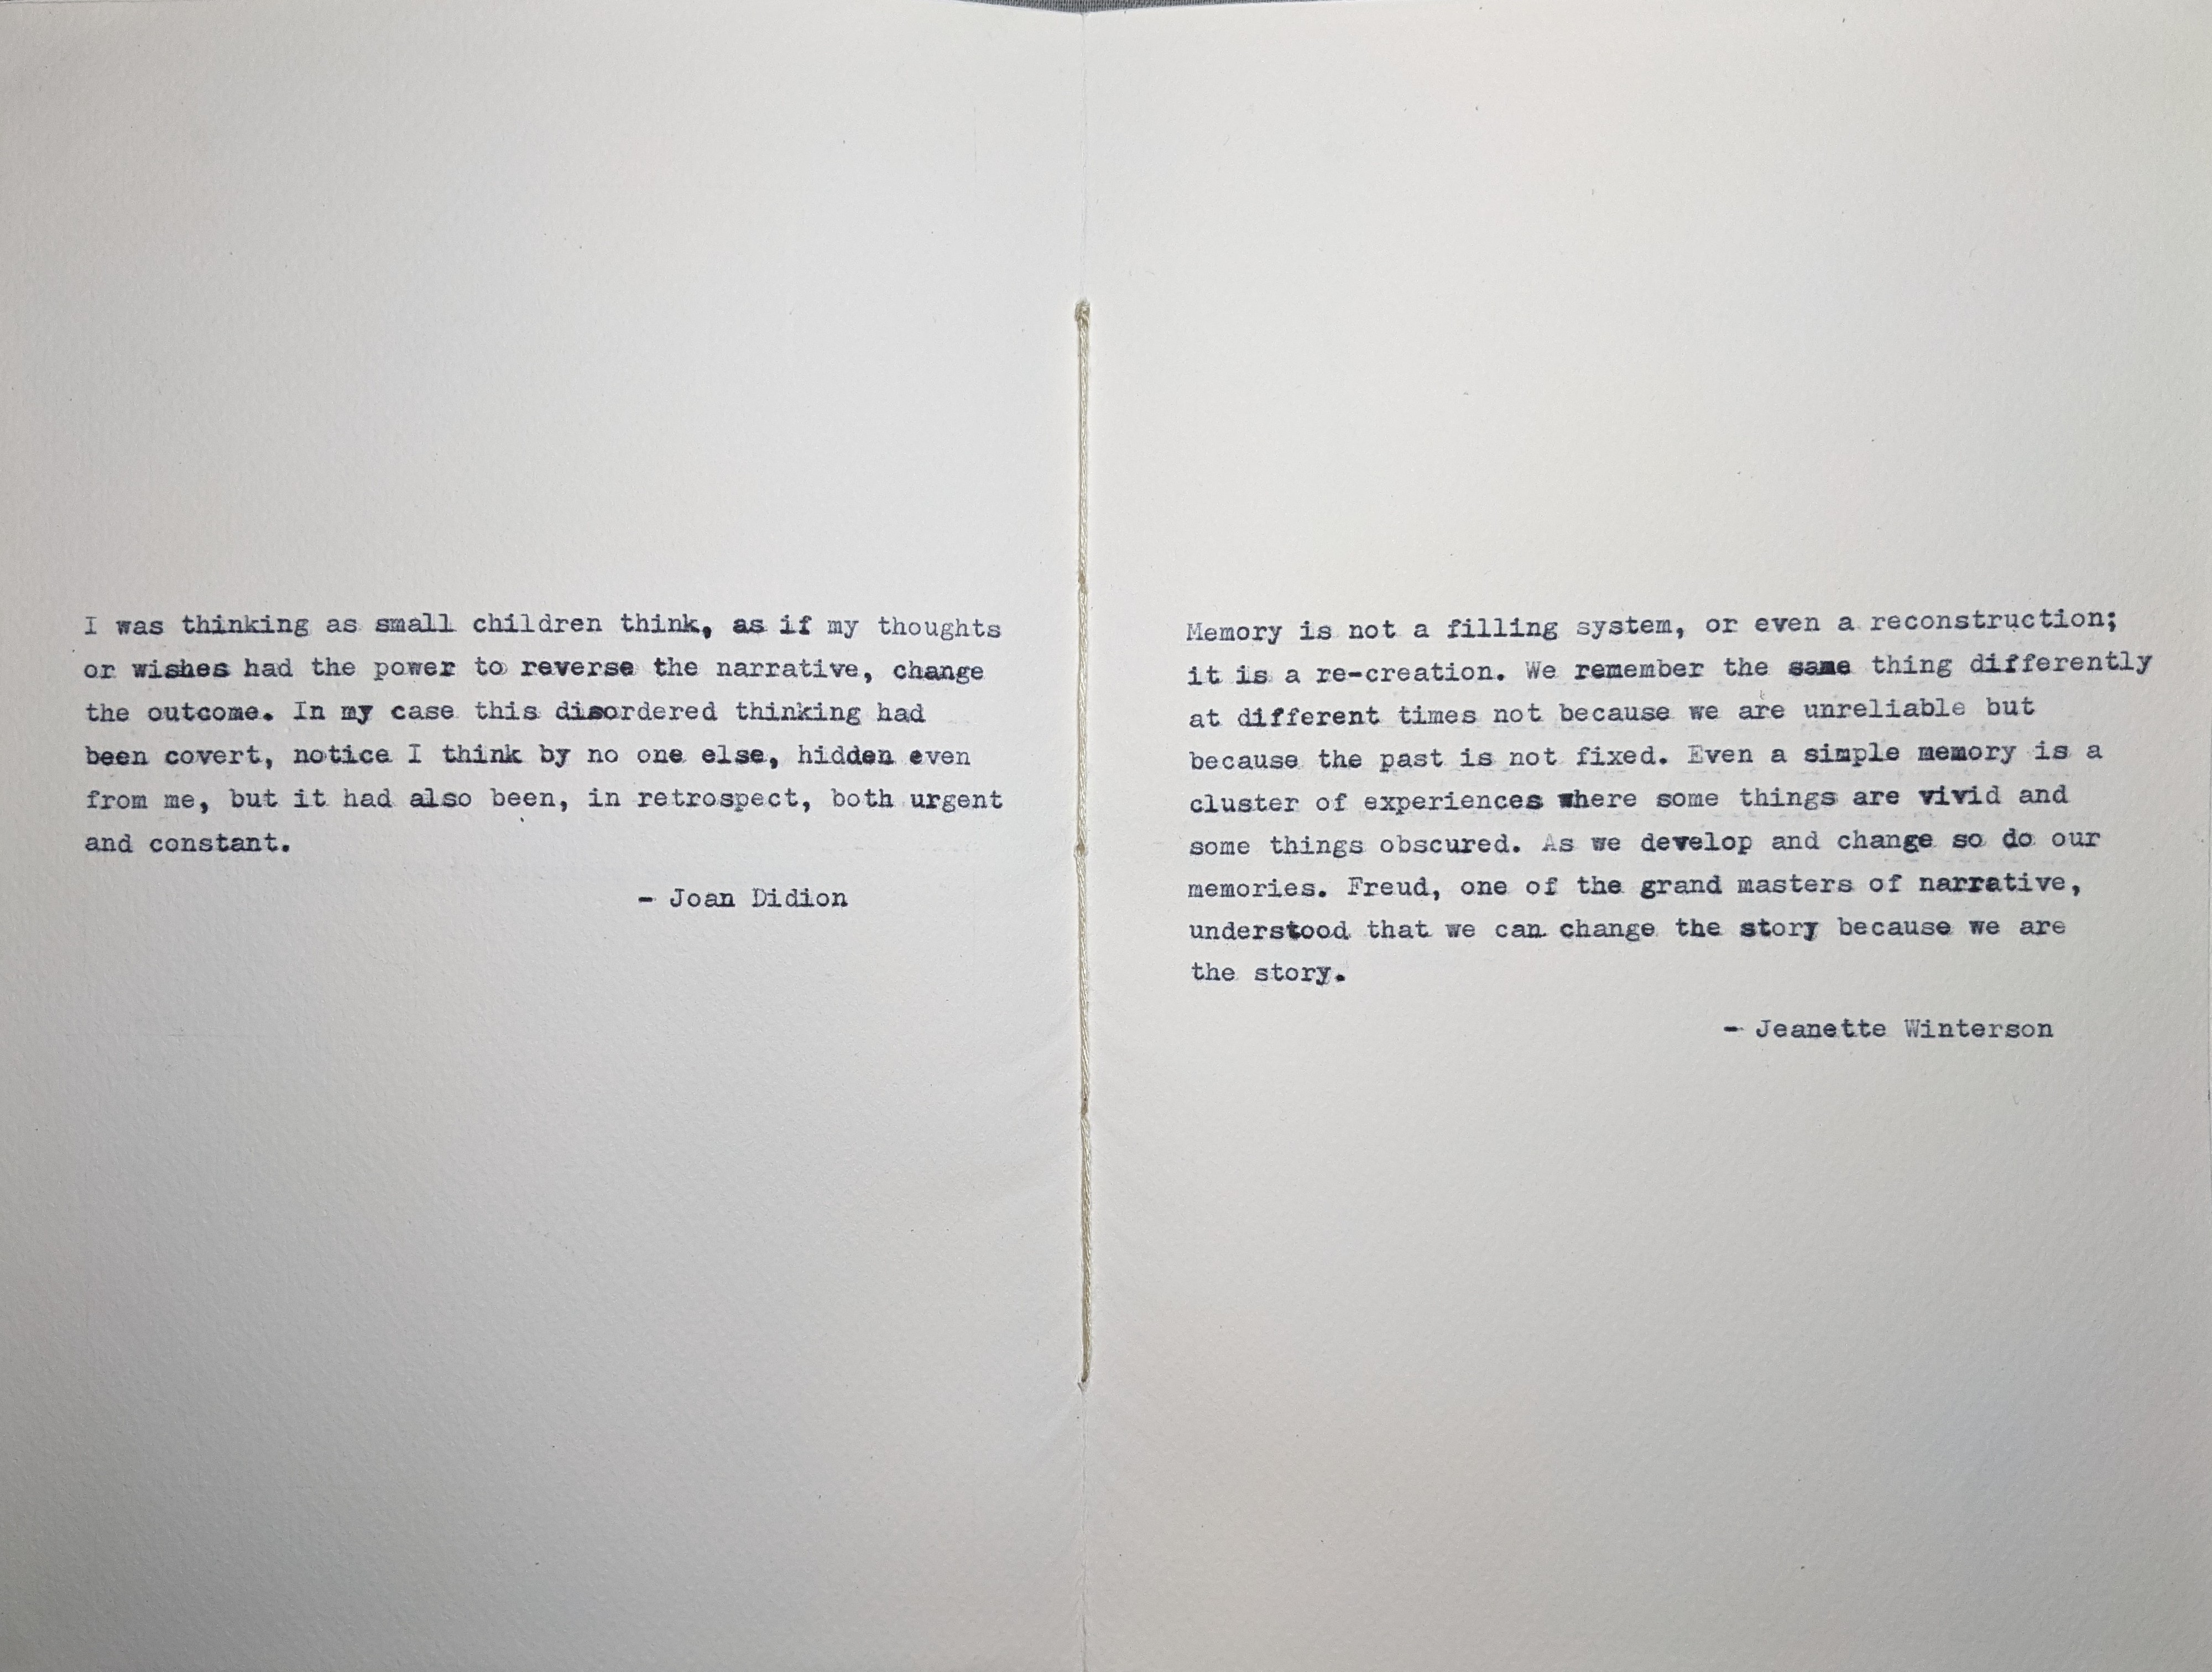 I was thinking as small children think, as if my thoughts
or wishes had the power to reverse the narrative, change
the outcome. In my case this disordered thinking had
been covert, notice I think by no one else, hidden even
from me, but it had also been, in retrospect, both urgent
and constant.
- Joan Didion
Memory is not a filling system, or even a reconstruction;
it is a re-creation. We remember the same thing differently
at different times not because we are unreliable but
because the past is not fixed. Even a simple memory is a
cluster of experiences where some things are vivid and
some things obscured. As we develop and change so do our
memories. Freud, one of the grand masters of narrative,
understood that we can change the story because we are
the story.
- Jeanette Winterson